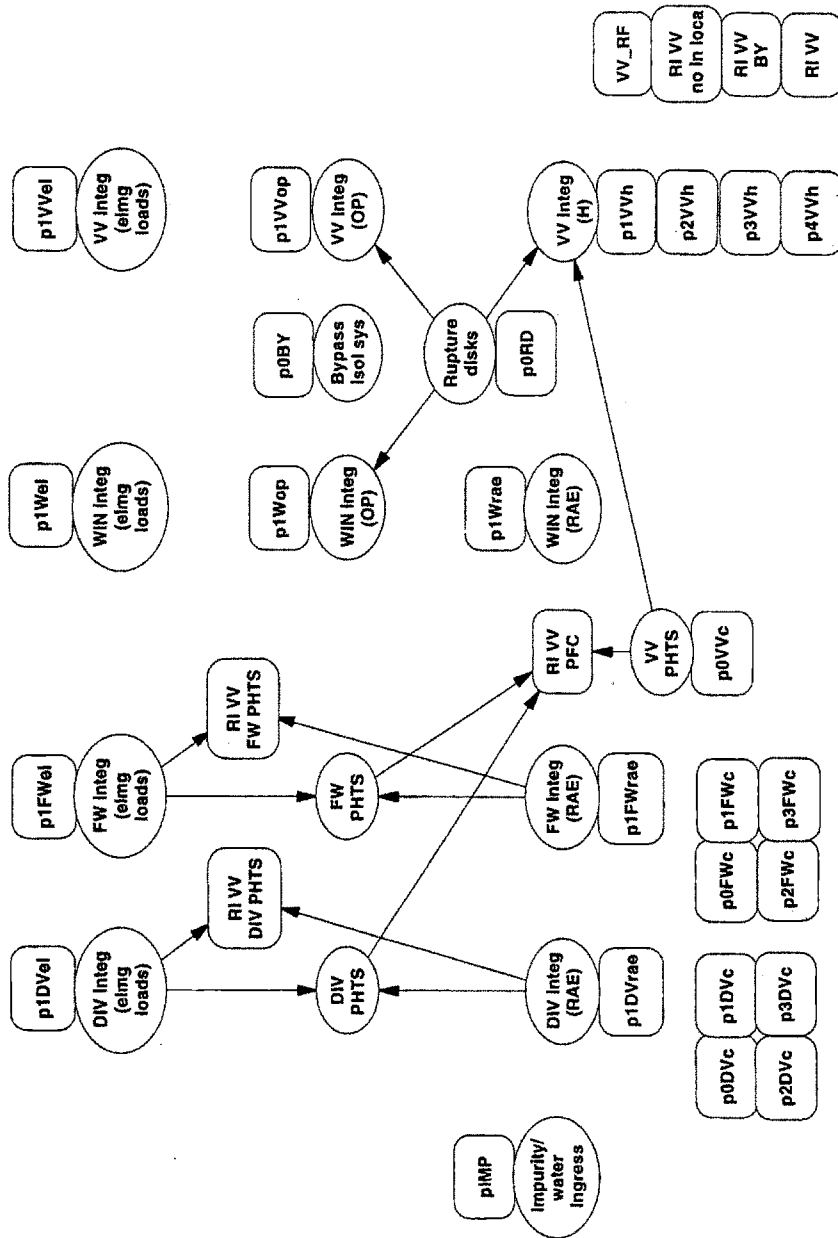 p1DVel
DIV Integ
(elmg
loads)
p1FWel
FW Integ
(elmg
loads)
p1Wel
WIN Integ
(elmg
loads)
p1VVel
VV Integ
(elmg
loads)
RI VV
DIV PHTS
RI VV
FW PHTS
p1Wop
WIN Integ
(OP)
p0BY
Bypass
Isol sys
p1VVop
VV Integ
(OP)
DIV
PHTS
FW
PHTS
Rupture
disks
p0RD
pIMP
Impurity/
water
Ingress
DIV Integ
(RAE)
p1DVrae
FW Integ
(RAE)
p1FWrae
RI VV
PFC
p1Wrae
WIN Integ
(RAE)
VV
PHTS
p0VVc
VV Integ
(H)
p1VVh
p2VVh
p3VVh
p4VVh
VV_RF
RI VV
no in loca
RI VV
BY
RI VV
p0DVc
p1DVc
p2DVc
p3DVc
p0FWc
p1FWc
p2FWc
p3FWc